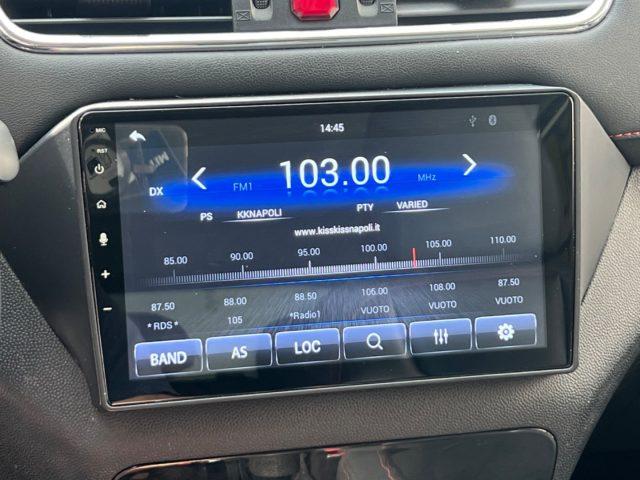 MIC
14:45
RST
DX
FM1
103.00
MHz
PS KKNAPOLI PTY VARIED
www.kisskissnapoli.it
85.00 90.00 95.00 100.00 105.00 110.00
87.50 88.00 88.50 106.00 108.00 87.50
*RDS* 105 *Radio1 VUOTO VUOTO VUOTO
BAND AS LOC